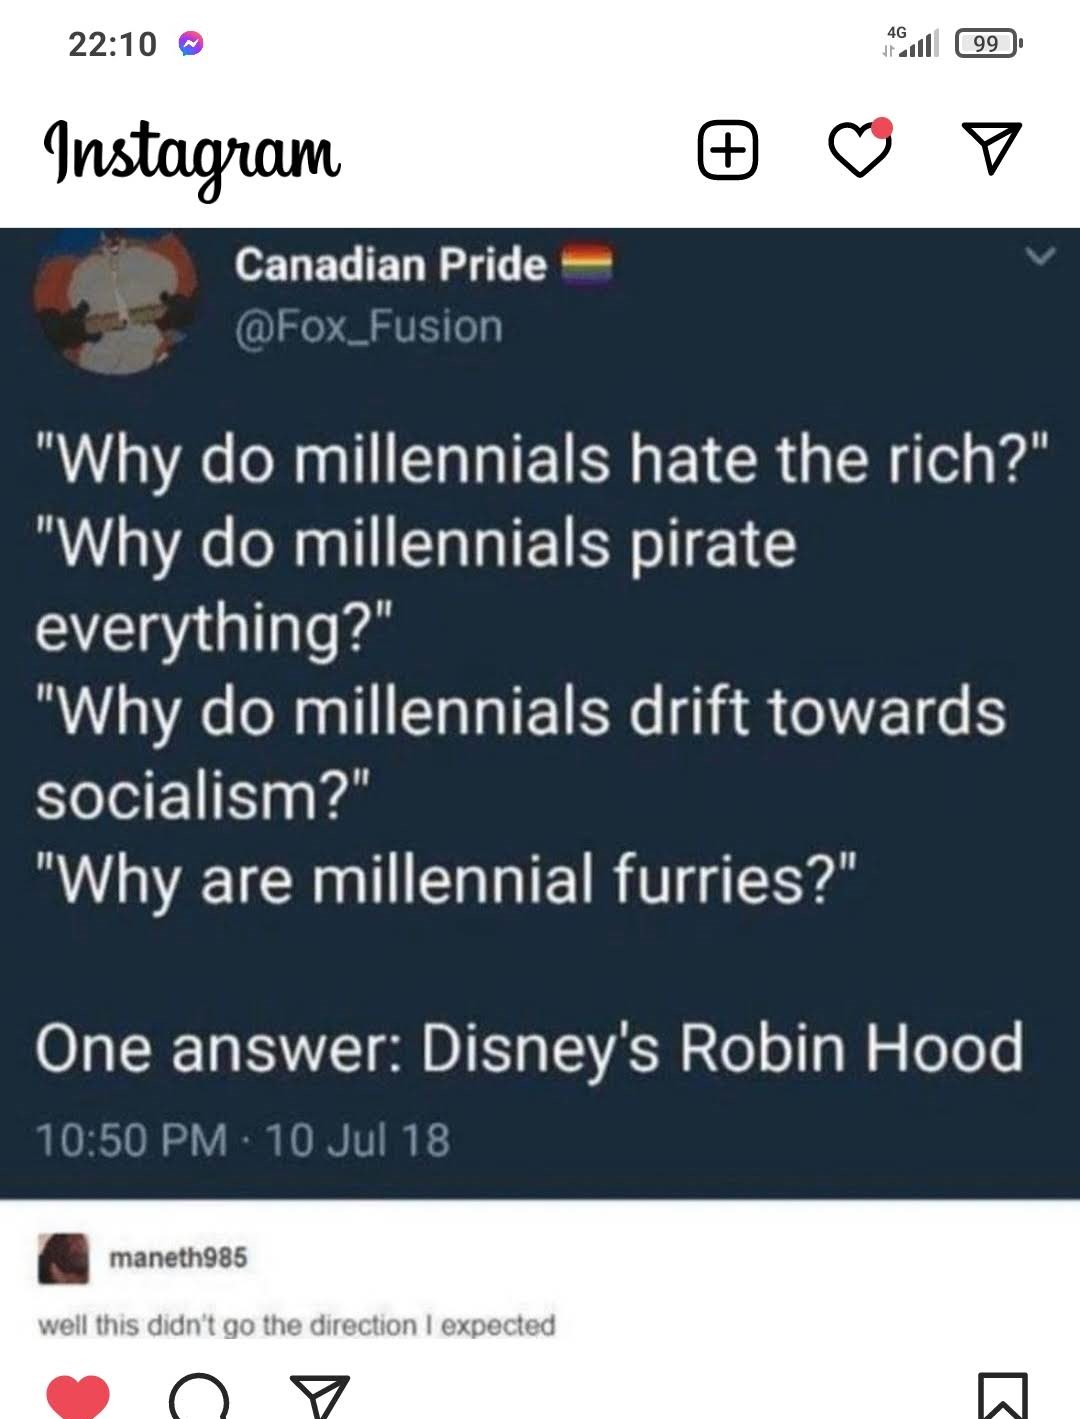 22:10
4G
99
Instagram
Canadian Pride
@Fox_Fusion
"Why do millennials hate the rich?"
"Why do millennials pirate
everything?"
"Why do millennials drift towards
socialism?"
"Why are millennial furries?"
One answer: Disney's Robin Hood
10:50 PM · 10 Jul 18
maneth985
well this didn't go the direction I expected